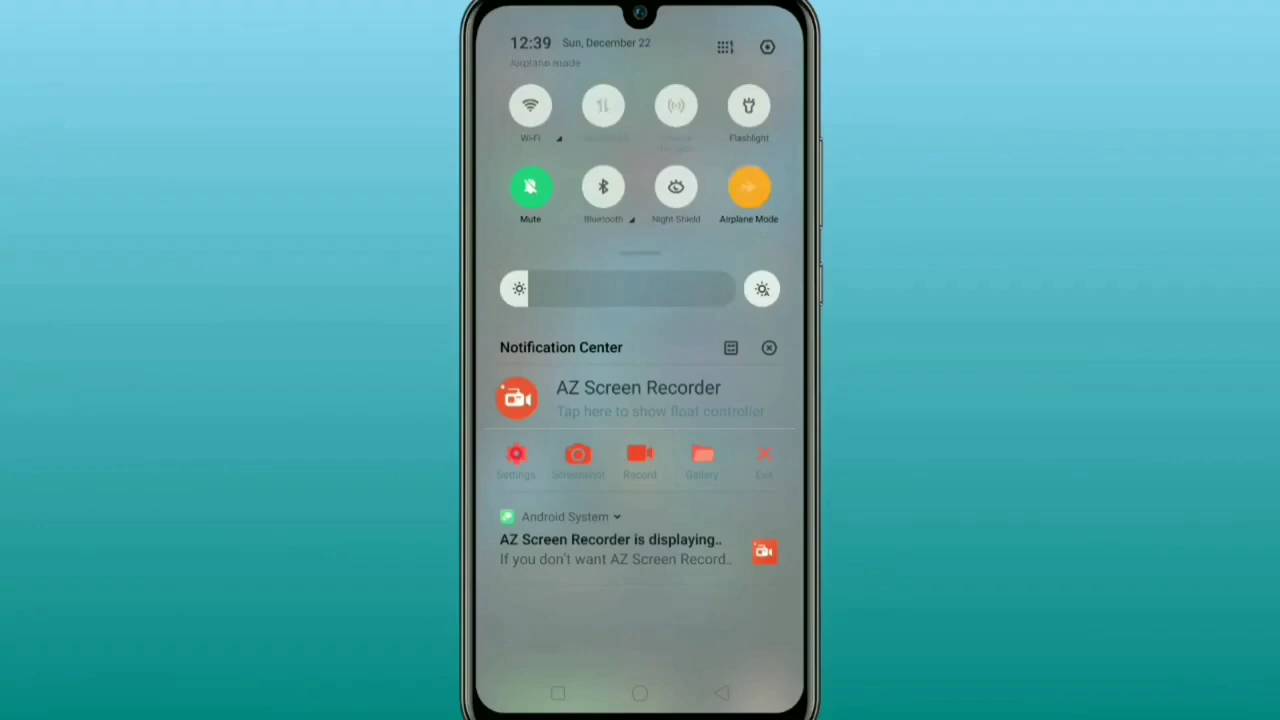 12:39 Sun, December 22
Airplane mode
Wi-Fi
Flashlight
Mute
Bluetooth
Night Shield
Airplane Mode
Notification Center
AZ Screen Recorder
Tap here to show float controller
Settings
Screenshot
Record
Gallery
Exit
Android System
AZ Screen Recorder is displaying..
If you don't want AZ Screen Record..